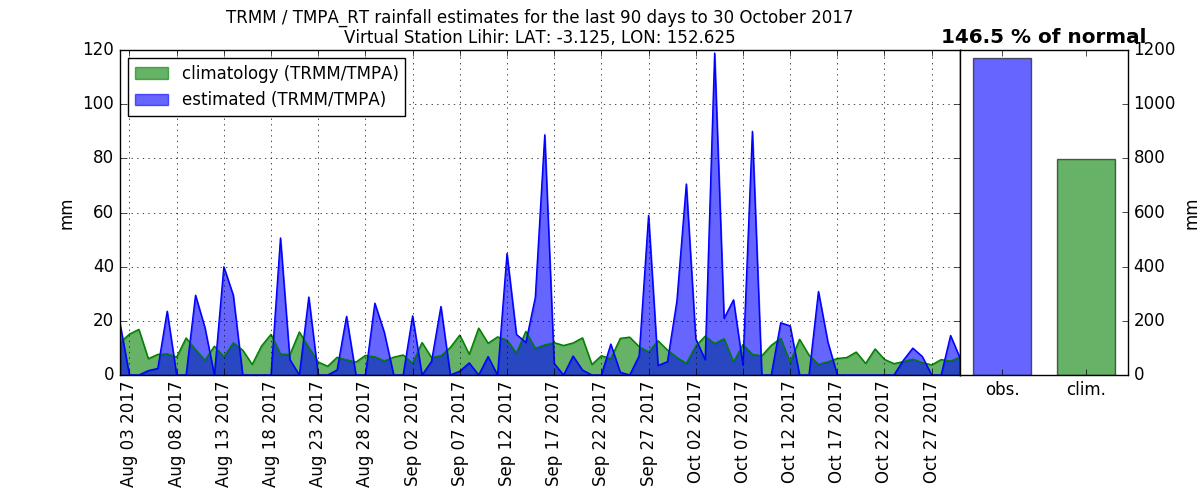 TRMM / TMPA_RT rainfall estimates for the last 90 days to 30 October 2017
Virtual Station Lihir: LAT: -3.125, LON: 152.625
146.5 % of normal
climatology (TRMM/TMPA)
estimated (TRMM/TMPA)
mm
120
100
80
60
40
20
0
Aug 03 2017
Aug 08 2017
Aug 13 2017
Aug 18 2017
Aug 23 2017
Aug 28 2017
Sep 02 2017
Sep 07 2017
Sep 12 2017
Sep 17 2017
Sep 22 2017
Sep 27 2017
Oct 02 2017
Oct 07 2017
Oct 12 2017
Oct 17 2017
Oct 22 2017
Oct 27 2017
obs.
clim.
1200
1000
800
600
400
200
0
mm